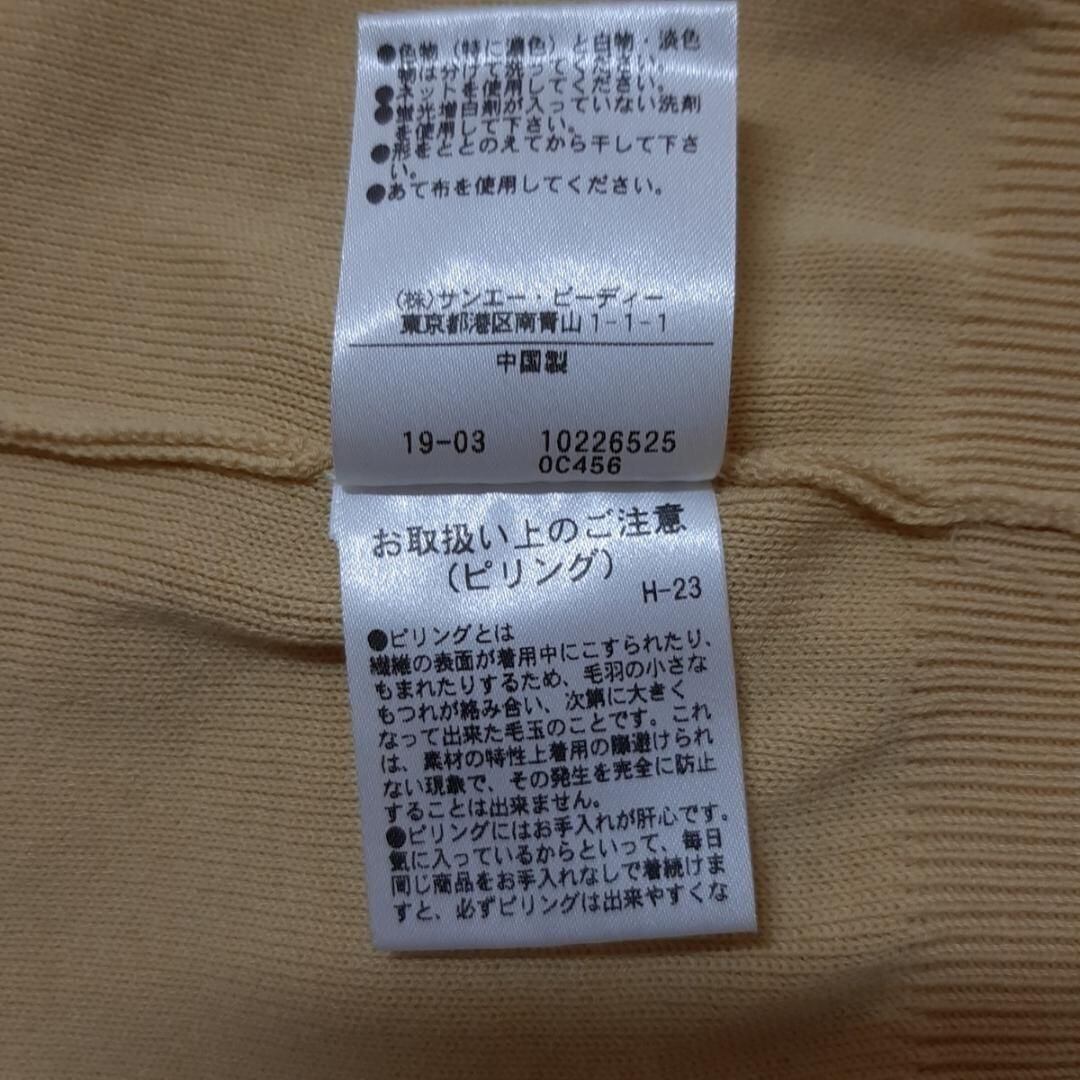 ●色物（特に濃色）と白物・淡色
物は分けて洗ってください。
●ネットを使用してください。
●蛍光増白剤が入っていない洗剤
を使用して下さい。
●形をととのえてから干して下さ
い。
●あて布を使用してください。
(株)サンエー・ビーディー
東京都港区南青山1-1-1
中国製
19-03 10226525
0C456
お取扱い上のご注意
（ピリング）
H-23
●ピリングとは
繊維の表面が着用中にこすられたり、
もまれたりするため、毛羽の小さな
もつれが絡み合い、次第に大きく
なって出来た毛玉のことです。これ
は、素材の特性上着用の際避けられ
ない現象で、その発生を完全に防止
することは出来ません。
●ピリングにはお手入れが肝心です。
気に入っているからといって、毎日
同じ商品をお手入れなしで着続けま
すと、必ずピリングは出来やすくな